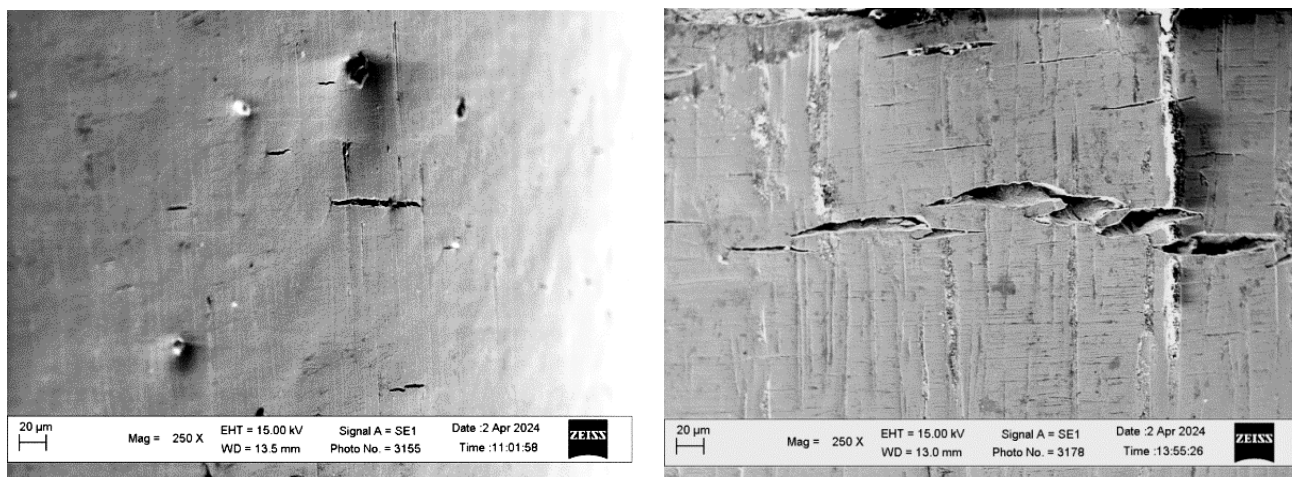 20 µm
Mag = 250 X
EHT = 15.00 kV
WD = 13.5 mm
Signal A = SE1
Photo No. = 3155
Date :2 Apr 2024
Time :11:01:58
ZEISS
20 µm
Mag = 250 X
EHT = 15.00 kV
WD = 13.0 mm
Signal A = SE1
Photo No. = 3178
Date :2 Apr 2024
Time :13:55:26
ZEISS